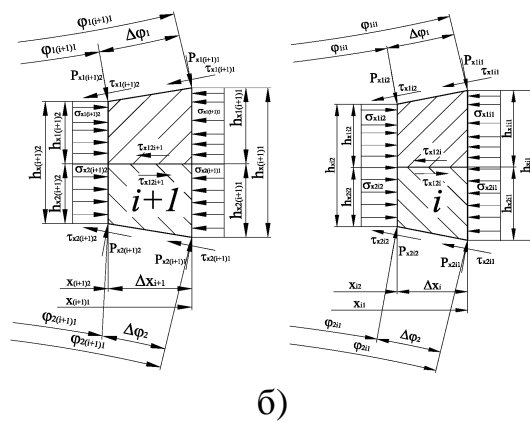 φ1(i+1)1
Δφ1
φ1(i+1)2
Px1(i+1)2
τx1(i+1)2
Px1(i+1)1
τx1(i+1)1
σx1(i+1)2
σx1(i+1)1
hx(i+1)2
hx1(i+1)2
hx2(i+1)2
hx1(i+1)1
hx2(i+1)1
hx(i+1)1
τx12i+1
τx12i+1
σx2(i+1)2
σx2(i+1)1
i+1
τx2(i+1)2
Px2(i+1)2
Px2(i+1)1
τx2(i+1)1
x(i+1)2
Δxi+1
x(i+1)1
φ2(i+1)1
Δφ2
φ2(i+1)1
φ1i1
Δφ1
φ1i1
Px1i2
τx1i2
Px1i1
τx1i1
σx1i2
σx1i1
hxi2
hx1i2
hx2i2
hx1i1
hx2i1
hxi1
τx12i
τx12i
σx2i2
σx2i1
i
τx2i2
Px2i2
Px2i1
τx2i1
xi2
Δxi
xi1
φ2i1
Δφ2
φ2i1
б)